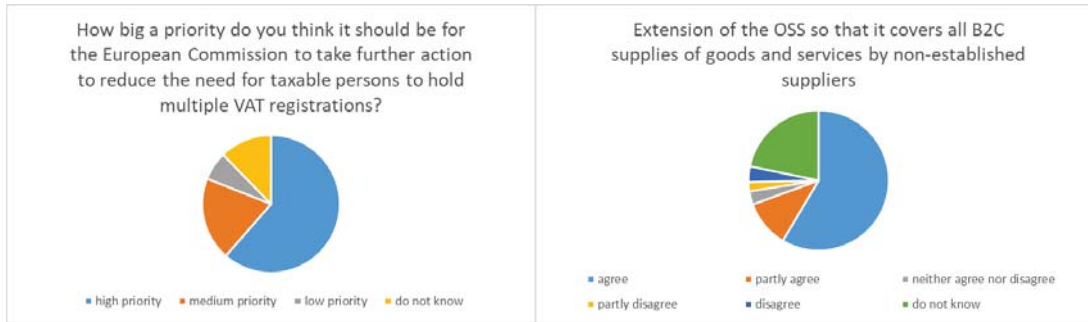 How big a priority do you think it should be for
the European Commission to take further action
to reduce the need for taxable persons to hold
multiple VAT registrations?
high priority medium priority low priority do not know
Extension of the OSS so that it covers all B2C
supplies of goods and services by non-established
suppliers
agree partly agree neither agree nor disagree
partly disagree disagree do not know